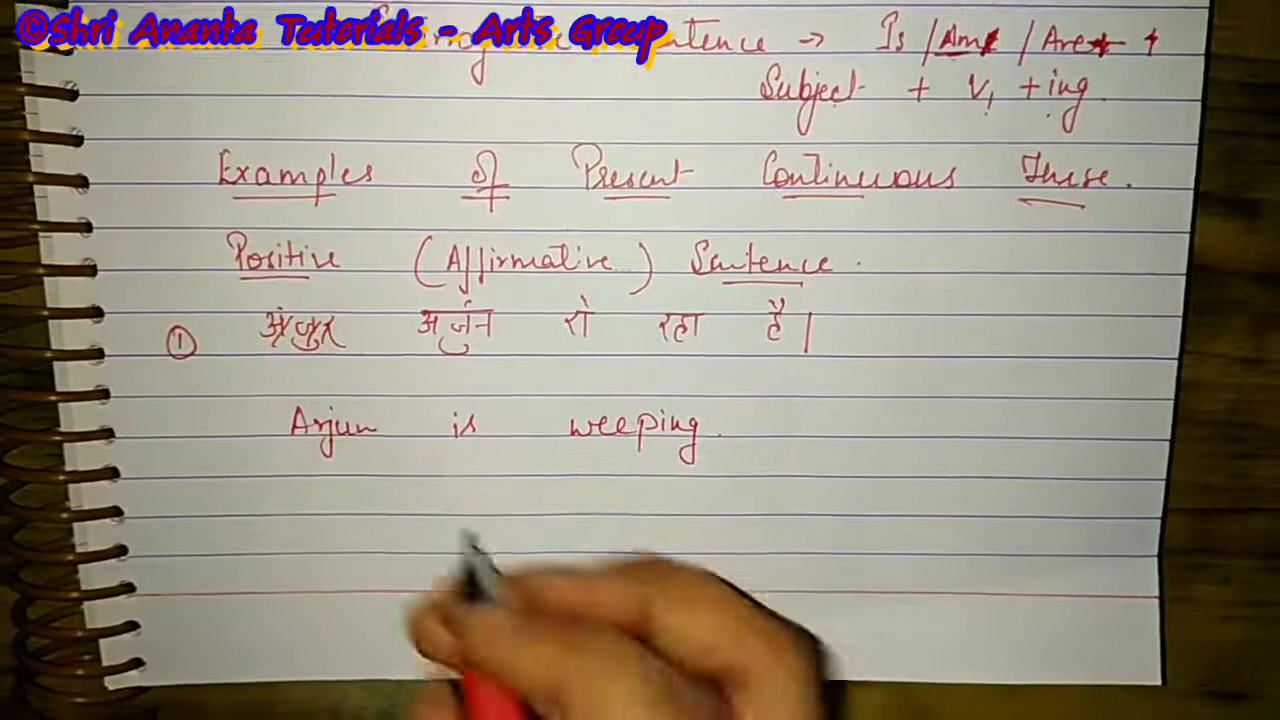 ©Shri Ananta Tutorials - Arts Group
sentence → Is / Am / Are +
Subject + V1 + ing
Examples of Present Continuous Tense.
Positive (Affirmative) Sentence.
① अर्जुन रो रहा है।
Arjun is weeping.